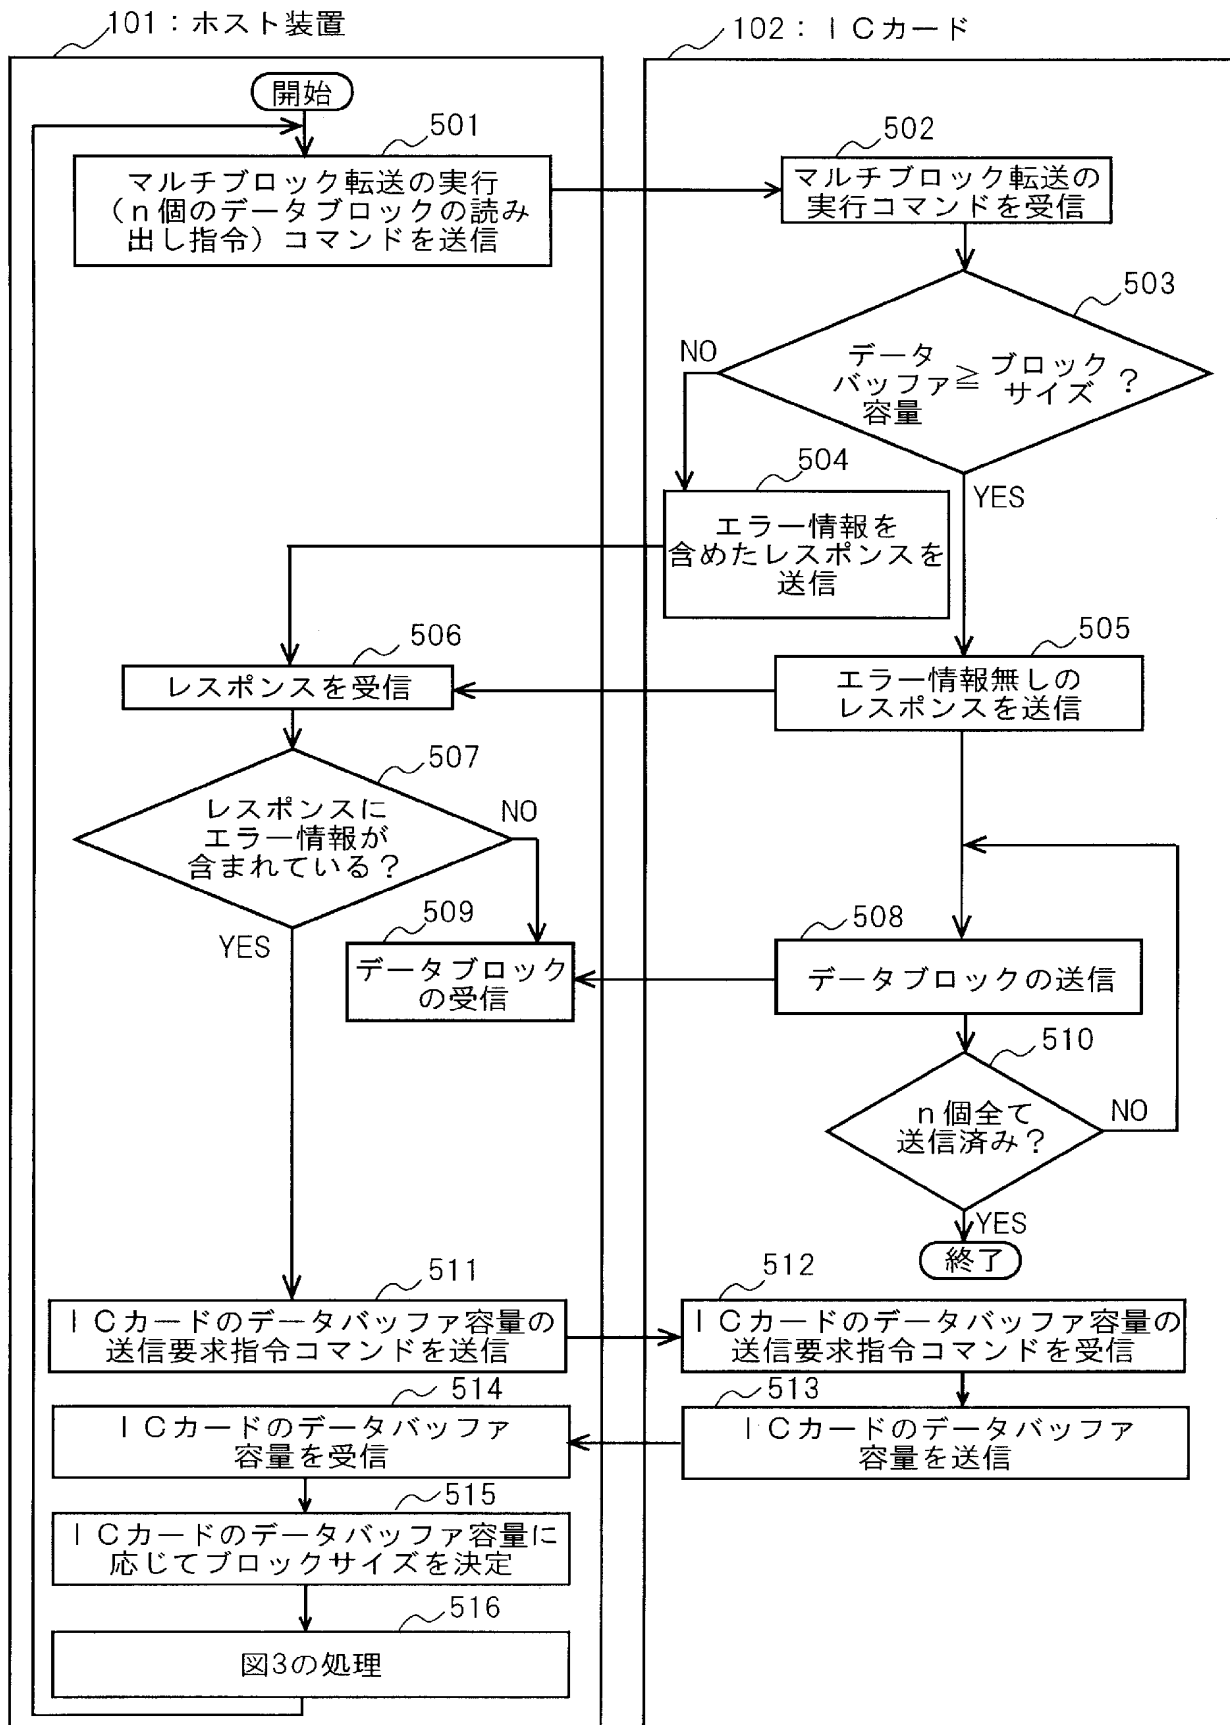 101：ホスト装置
102：ＩＣカード
開始
501
マルチブロック転送の実行
（ｎ個のデータブロックの読み
出し指令）コマンドを送信
502
マルチブロック転送の
実行コマンドを受信
503
データ
バッファ
容量
≧
ブロック
サイズ
？
NO
YES
504
エラー情報を
含めたレスポンスを
送信
505
エラー情報無しの
レスポンスを送信
506
レスポンスを受信
507
レスポンスに
エラー情報が
含まれている？
NO
YES
508
データブロックの送信
509
データブロック
の受信
510
ｎ個全て
送信済み？
NO
YES
終了
511
ＩＣカードのデータバッファ容量の
送信要求指令コマンドを送信
512
ＩＣカードのデータバッファ容量の
送信要求指令コマンドを受信
513
ＩＣカードのデータバッファ
容量を送信
514
ＩＣカードのデータバッファ
容量を受信
515
ＩＣカードのデータバッファ容量に
応じてブロックサイズを決定
516
図3の処理